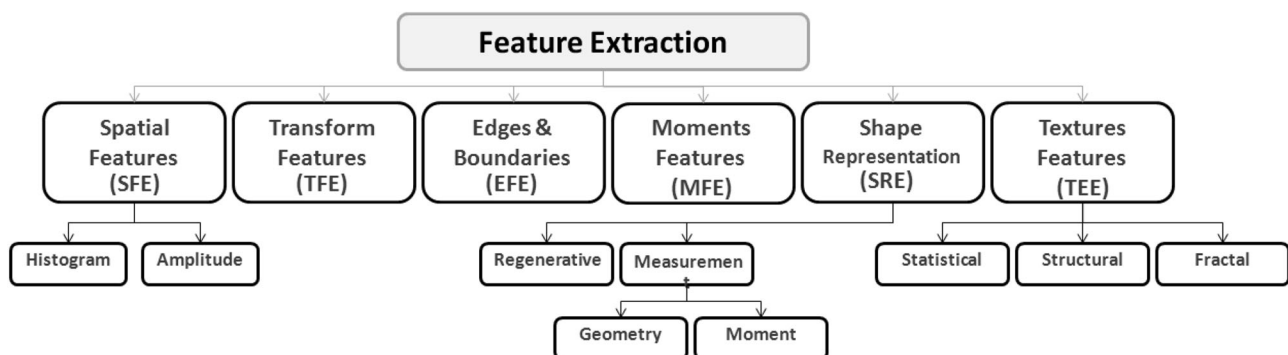 Feature Extraction
Spatial
Features
(SFE)
Transform
Features
(TFE)
Edges &
Boundaries
(EFE)
Moments
Features
(MFE)
Shape
Representation
(SRE)
Textures
Features
(TEE)
Histogram
Amplitude
Regenerative
Measuremen
t
Statistical
Structural
Fractal
Geometry
Moment